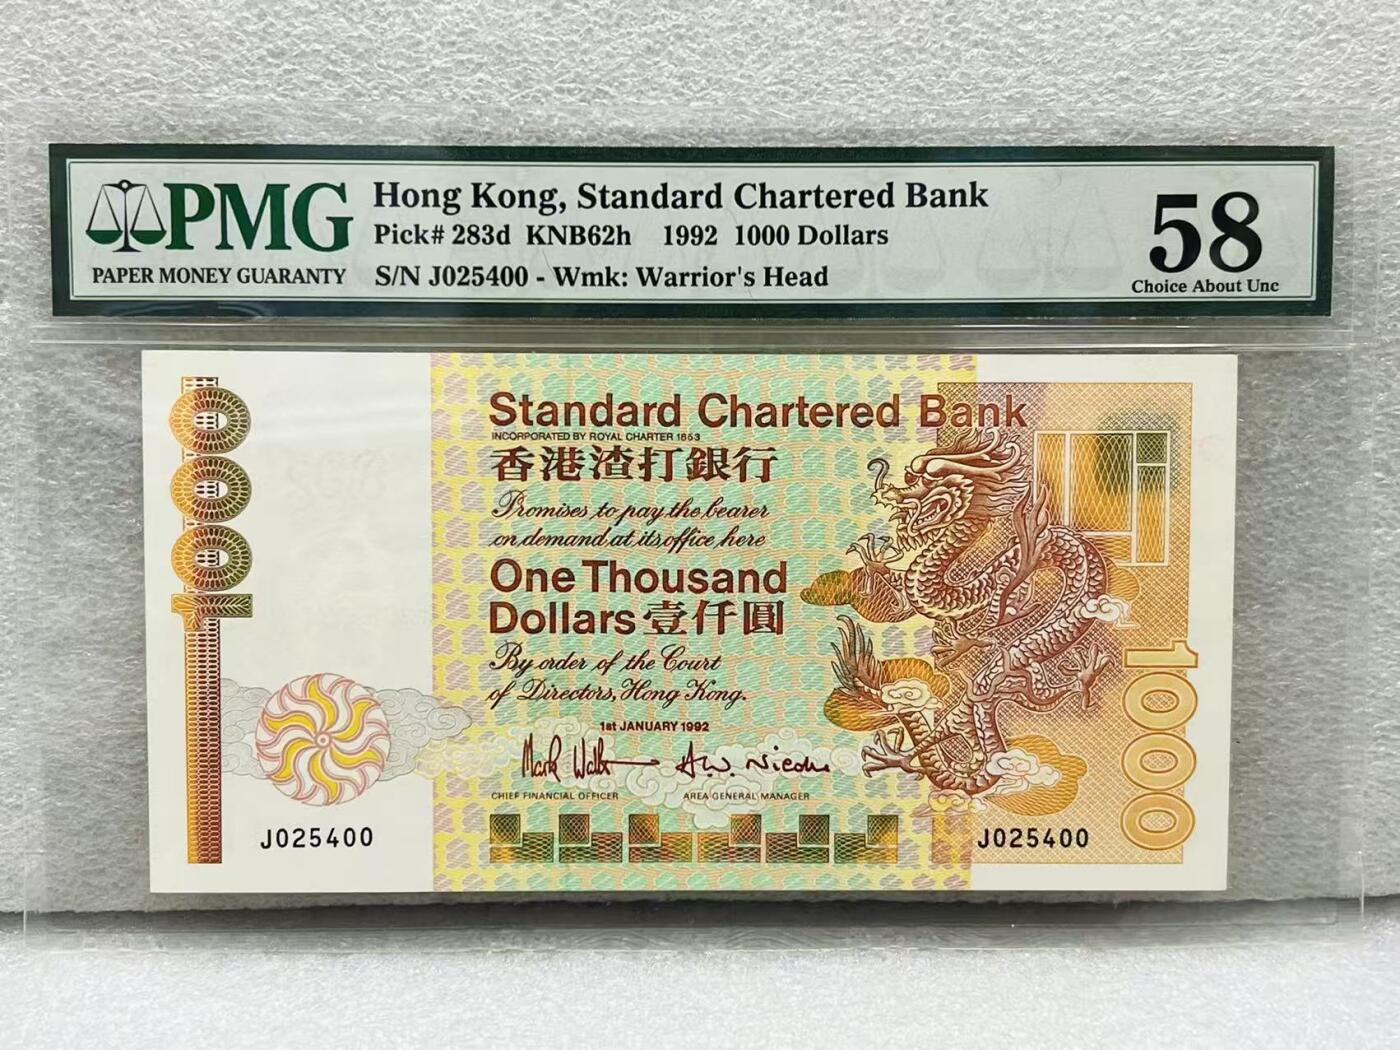 PMG
PAPER MONEY GUARANTY
Hong Kong, Standard Chartered Bank
Pick# 283d KNB62h 1992 1000 Dollars
S/N J025400 - Wmk: Warrior's Head
58
Choice About Unc
1000
Standard Chartered Bank
INCORPORATED BY ROYAL CHARTER 1853
香港渣打銀行
Promises to pay the bearer
on demand at its office here
One Thousand
Dollars 壹仟圓
By order of the Court
of Directors, Hong Kong.
1st JANUARY 1992
CHIEF FINANCIAL OFFICER
AREA GENERAL MANAGER
J025400
J025400
1000